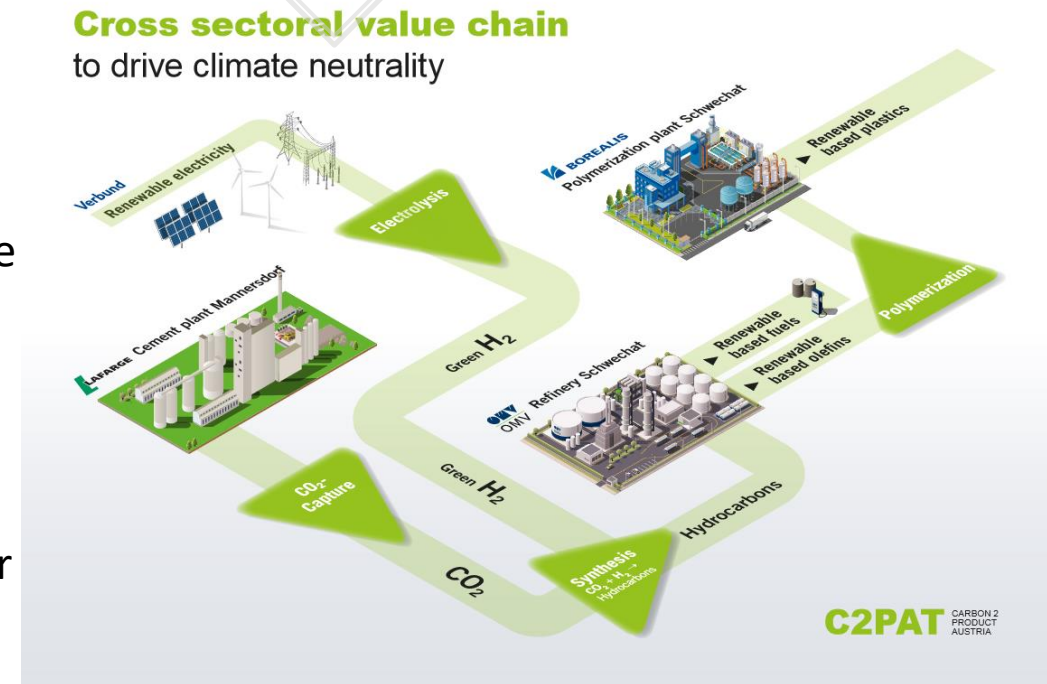 Cross sectoral value chain
to drive climate neutrality
Verbund
Renewable electricity
Electrolysis
BOREALIS
Polymerization plant Schwechat
Renewable
based plastics
e
LAFARGE Cement plant Mannersdorf
Green H₂
Polymerization
Renewable
based fuels
Renewable
based olefins
OMV
OMV Refinery Schwechat
CO₂-
Capture
Green H₂
Hydrocarbons
r
CO₂
Synthesis
CO₂ + H₂ →
Hydrocarbons
C2PAT
CARBON 2
PRODUCT
AUSTRIA